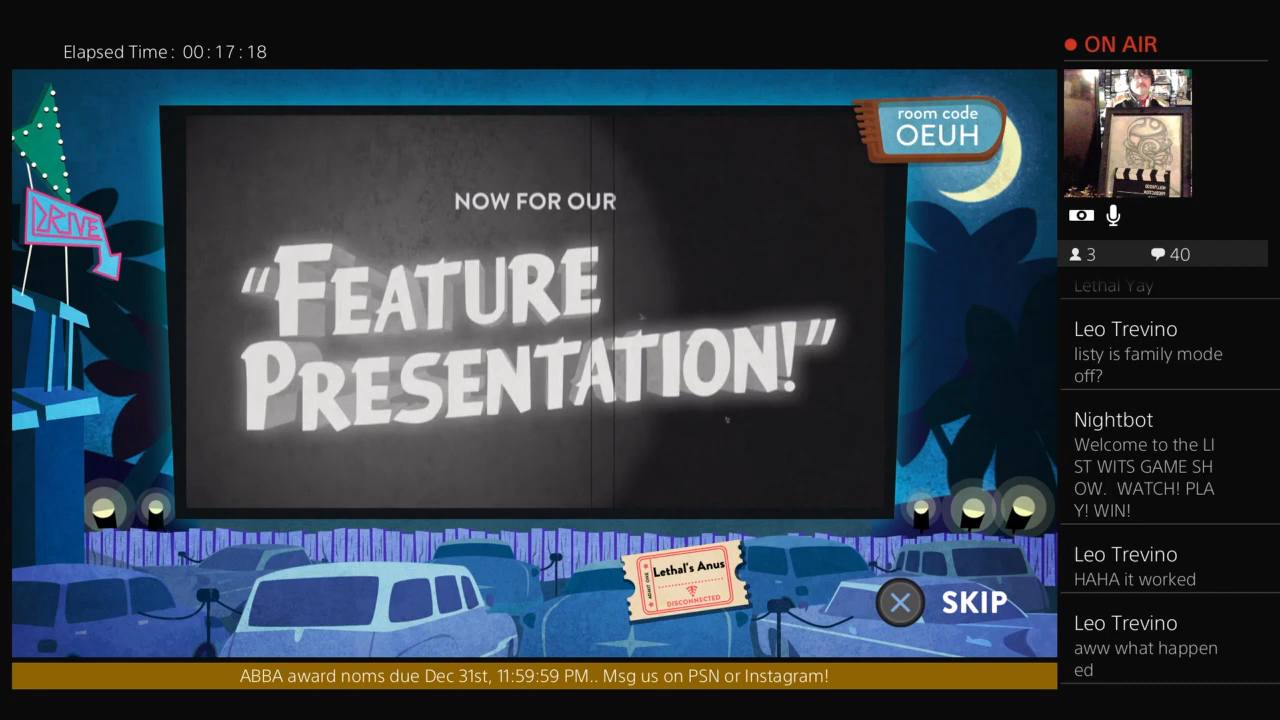 Elapsed Time: 00:17:18
ON AIR
DRIVE
room code
OEUH
NOW FOR OUR
"FEATURE
PRESENTATION!"
ADMIT ONE
Lethal's Anus
DISCONNECTED
SKIP
ABBA award noms due Dec 31st, 11:59:59 PM.. Msg us on PSN or Instagram!
3
40
Lethal Yay
Leo Trevino
listy is family mode
off?
Nightbot
Welcome to the LI
ST WITS GAME SH
OW. WATCH! PLA
Y! WIN!
Leo Trevino
HAHA it worked
Leo Trevino
aww what happen
ed